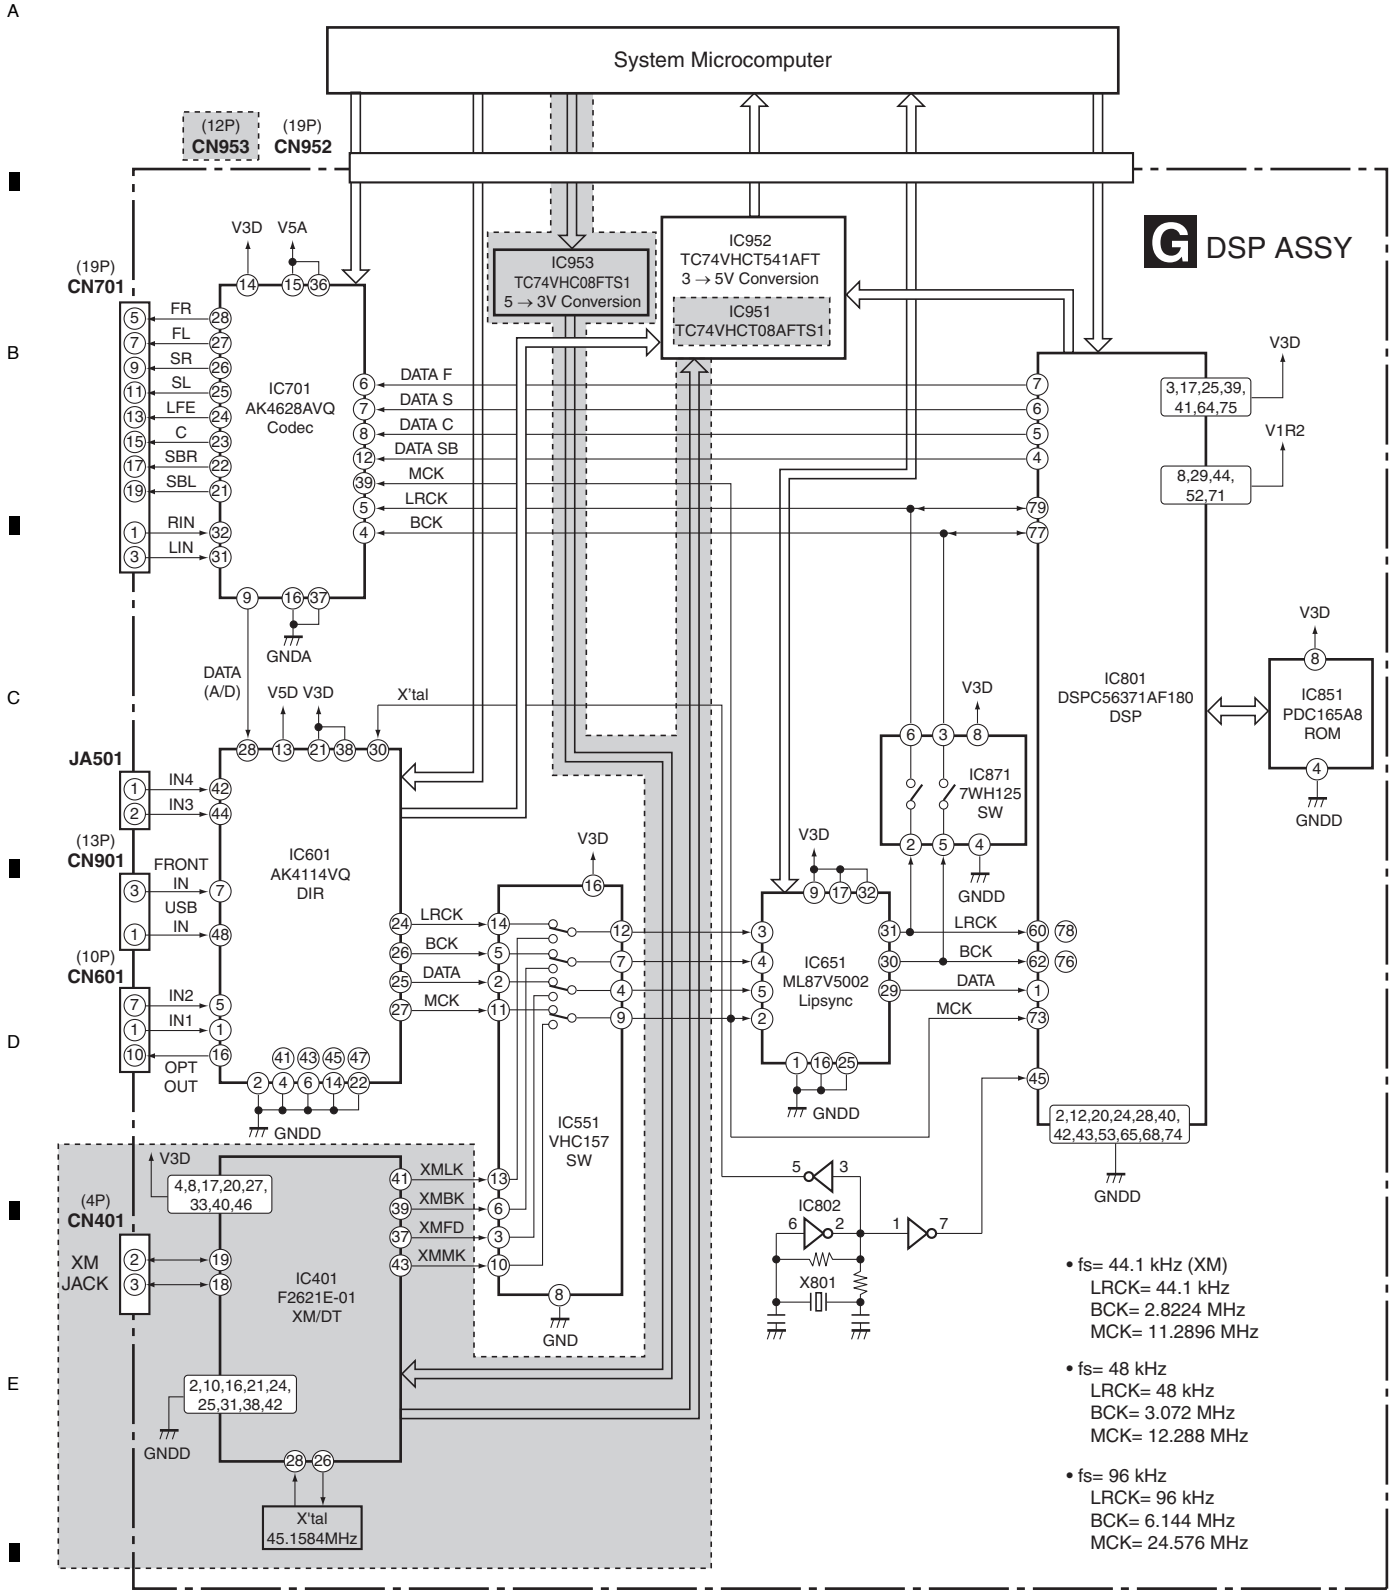 A
System Microcomputer
(12P)
CN953
(19P)
CN952
G DSP ASSY
V3D
V5A
14
15
36
(19P)
CN701
B
5 FR 28
7 FL 27
9 SR 26
11 SL 25
13 LFE 24
15 C 23
17 SBR 22
19 SBL 21
1 RIN 32
3 LIN 31
IC701
AK4628AVQ
Codec
9
16
37
GNDA
IC953
TC74VHC08FTS1
5 → 3V Conversion
IC952
TC74VHCT541AFT
3 → 5V Conversion
IC951
TC74VHCT08AFTS1
6 DATA F 7
7 DATA S 6
8 DATA C 5
12 DATA SB 4
39 MCK
5 LRCK 79
4 BCK 77
3,17,25,39,
41,64,75
V3D
8,29,44,
52,71
V1R2
IC801
DSPC56371AF180
DSP
V3D
8
IC851
PDC165A8
ROM
4
GNDD
C
DATA
(A/D)
V5D
V3D
X'tal
28
13
21
38
30
JA501
1 IN4 42
2 IN3 44
(13P)
CN901
3 FRONT
IN 7
1 USB
IN 48
(10P)
CN601
7 IN2 5
1 IN1 1
10 OPT
OUT 16
D
IC601
AK4114VQ
DIR
24 LRCK 14
26 BCK 5
25 DATA 2
27 MCK 11
41
43
45
47
2
4
6
14
22
GNDD
V3D
16
12
7
4
9
IC551
VHC157
SW
8
GND
V3D
6
3
8
IC871
7WH125
SW
2
5
4
GNDD
V3D
9
17
32
3
4
5
2
IC651
ML87V5002
Lipsync
31 LRCK 60 78
30 BCK 62 76
29 DATA 1
MCK 73
45
1
16
25
GNDD
2,12,20,24,28,40,
42,43,53,65,68,74
GNDD
5
3
IC802
6
2
1
7
X801
V3D
4,8,17,20,27,
33,40,46
(4P)
CN401
XM
JACK
2 19
3 18
IC401
F2621E-01
XM/DT
41 XMLK 13
39 XMBK 6
37 XMFD 3
43 XMMK 10
E
2,10,16,21,24,
25,31,38,42
GNDD
28
26
X'tal
45.1584MHz
• fs= 44.1 kHz (XM)
LRCK= 44.1 kHz
BCK= 2.8224 MHz
MCK= 11.2896 MHz
• fs= 48 kHz
LRCK= 48 kHz
BCK= 3.072 MHz
MCK= 12.288 MHz
• fs= 96 kHz
LRCK= 96 kHz
BCK= 6.144 MHz
MCK= 24.576 MHz